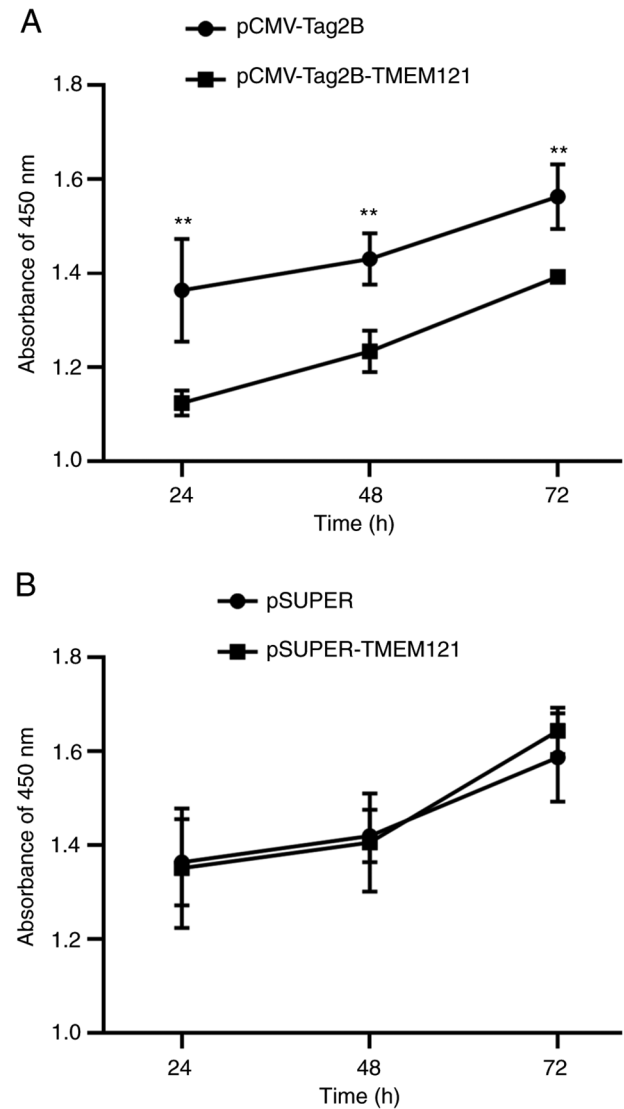 A
pCMV-Tag2B
pCMV-Tag2B-TMEM121
1.8
1.6
1.4
1.2
1.0
Absorbance of 450 nm
**
**
**
24
48
72
Time (h)
B
pSUPER
pSUPER-TMEM121
1.8
1.6
1.4
1.2
1.0
Absorbance of 450 nm
24
48
72
Time (h)